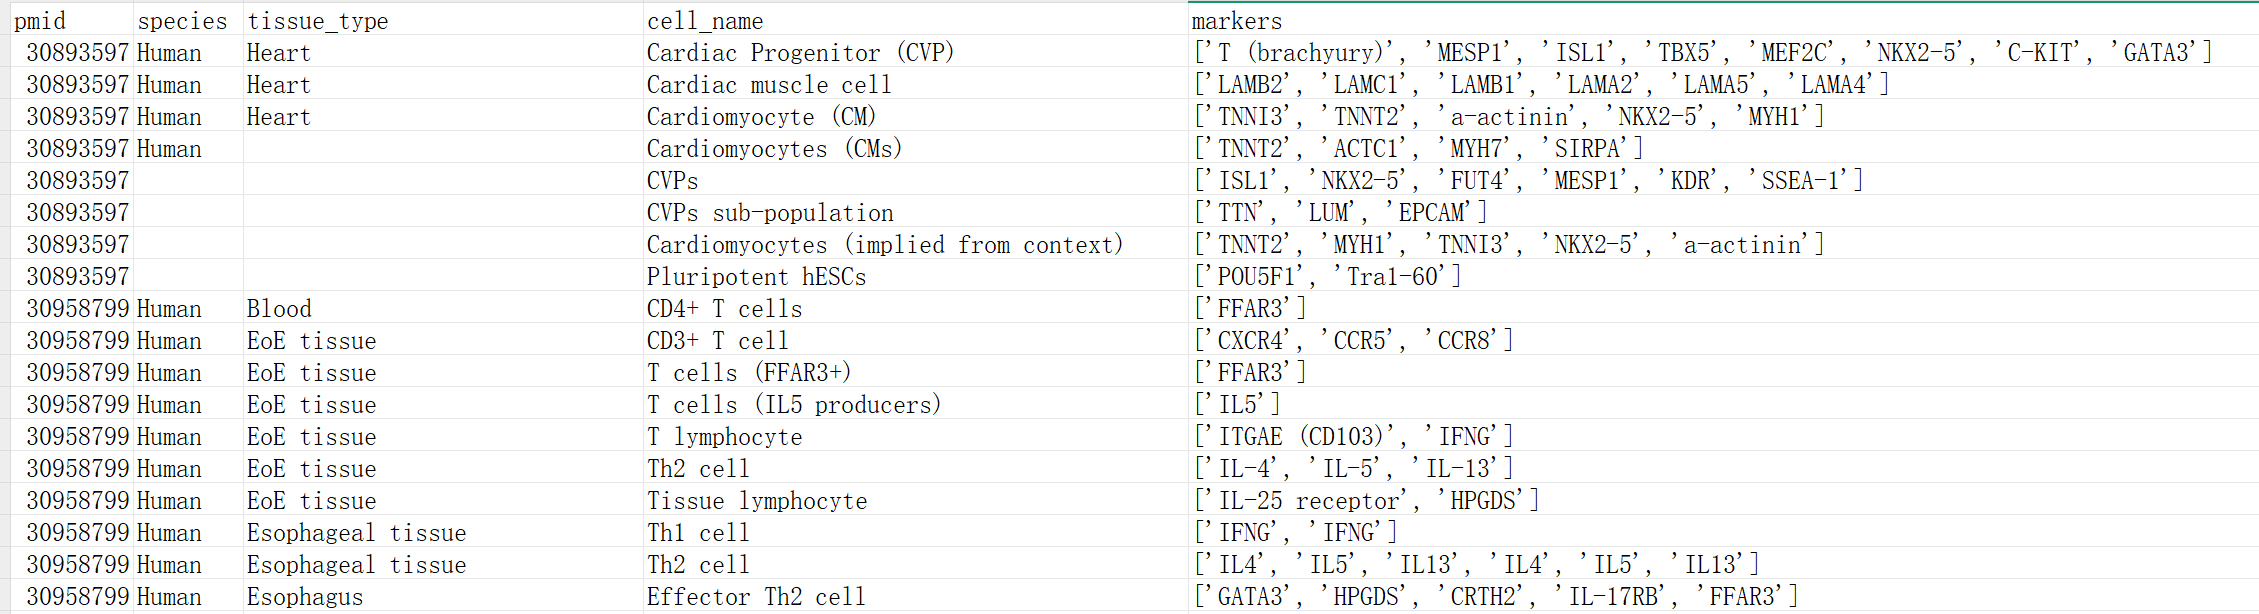 pmid species tissue_type cell_name markers
30893597 Human Heart Cardiac Progenitor (CVP) ['T (brachyury)', 'MESP1', 'ISL1', 'TBX5', 'MEF2C', 'NKX2-5', 'C-KIT', 'GATA3']
30893597 Human Heart Cardiac muscle cell ['LAMB2', 'LAMC1', 'LAMB1', 'LAMA2', 'LAMA5', 'LAMA4']
30893597 Human Heart Cardiomyocyte (CM) ['TNNI3', 'TNNT2', 'a-actinin', 'NKX2-5', 'MYH1']
30893597 Human Cardiomyocytes (CMs) ['TNNT2', 'ACTC1', 'MYH7', 'SIRPA']
30893597 CVPs ['ISL1', 'NKX2-5', 'FUT4', 'MESP1', 'KDR', 'SSEA-1']
30893597 CVPs sub-population ['TTN', 'LUM', 'EPCAM']
30893597 Cardiomyocytes (implied from context) ['TNNT2', 'MYH1', 'TNNI3', 'NKX2-5', 'a-actinin']
30893597 Pluripotent hESCs ['POU5F1', 'Tra1-60']
30958799 Human Blood CD4+ T cells ['FFAR3']
30958799 Human EoE tissue CD3+ T cell ['CXCR4', 'CCR5', 'CCR8']
30958799 Human EoE tissue T cells (FFAR3+) ['FFAR3']
30958799 Human EoE tissue T cells (IL5 producers) ['IL5']
30958799 Human EoE tissue T lymphocyte ['ITGAE (CD103)', 'IFNG']
30958799 Human EoE tissue Th2 cell ['IL-4', 'IL-5', 'IL-13']
30958799 Human EoE tissue Tissue lymphocyte ['IL-25 receptor', 'HPGDS']
30958799 Human Esophageal tissue Th1 cell ['IFNG', 'IFNG']
30958799 Human Esophageal tissue Th2 cell ['IL4', 'IL5', 'IL13', 'IL4', 'IL5', 'IL13']
30958799 Human Esophagus Effector Th2 cell ['GATA3', 'HPGDS', 'CRTH2', 'IL-17RB', 'FFAR3']